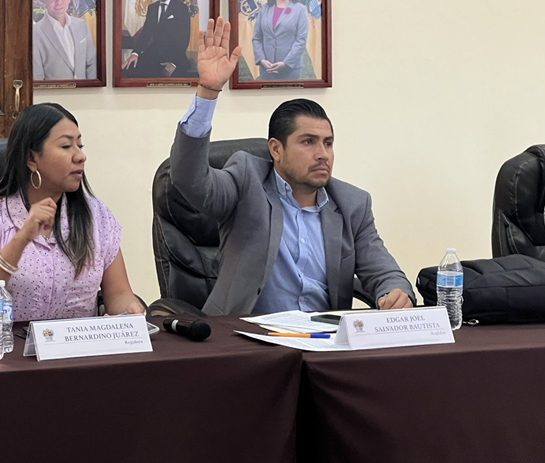 TANIA MAGDALENA
BERNARDINO JUÁREZ
Regidora
EDGAR JOEL
SALVADOR BAUTISTA
Regidor